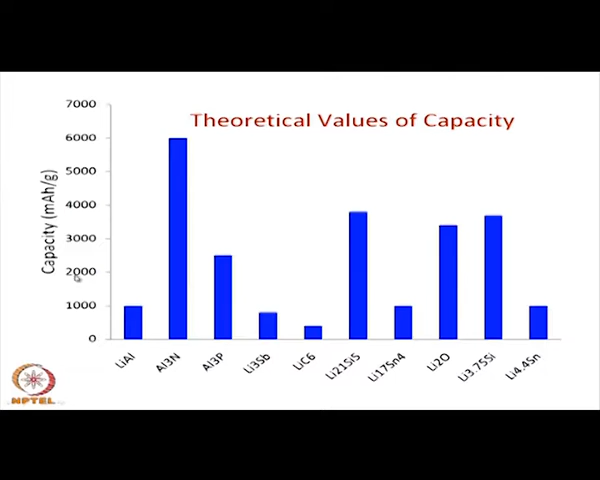 Theoretical Values of Capacity
Capacity (mAh/g)
7000
6000
5000
4000
3000
2000
1000
0
LiAl
Al3N
Al3P
Li3Sb
LiC6
Li21Si5
Li17Sn4
Li2O
Li3.75Si
Li4.4Sn
NPTEL